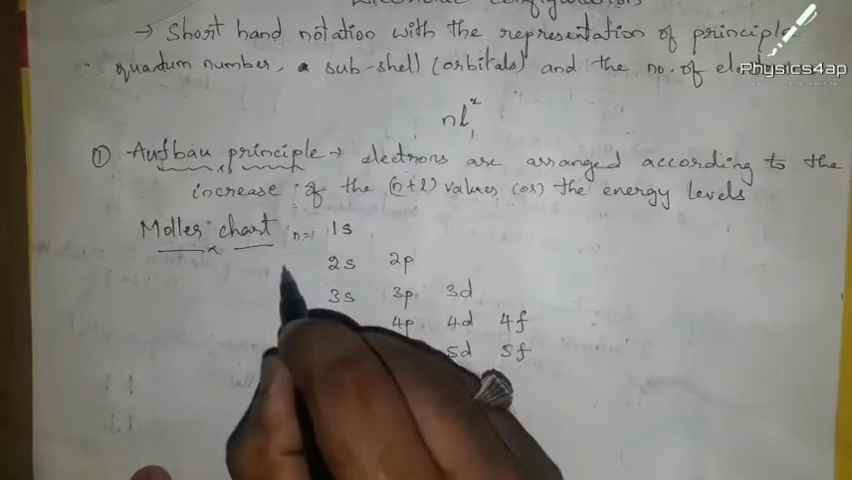 Electronic configuration
→ Short hand notation with the representation of principle
quantum number, a sub-shell (orbitals) and the no. of
Physics4ap
nl^x
① Aufbau principle → electrons are arranged according to the
increase of the (n+l) values (or) the energy levels
Moller chart n=1 1s
2s 2p
3s 3p 3d
4p 4d 4f
5d 5f